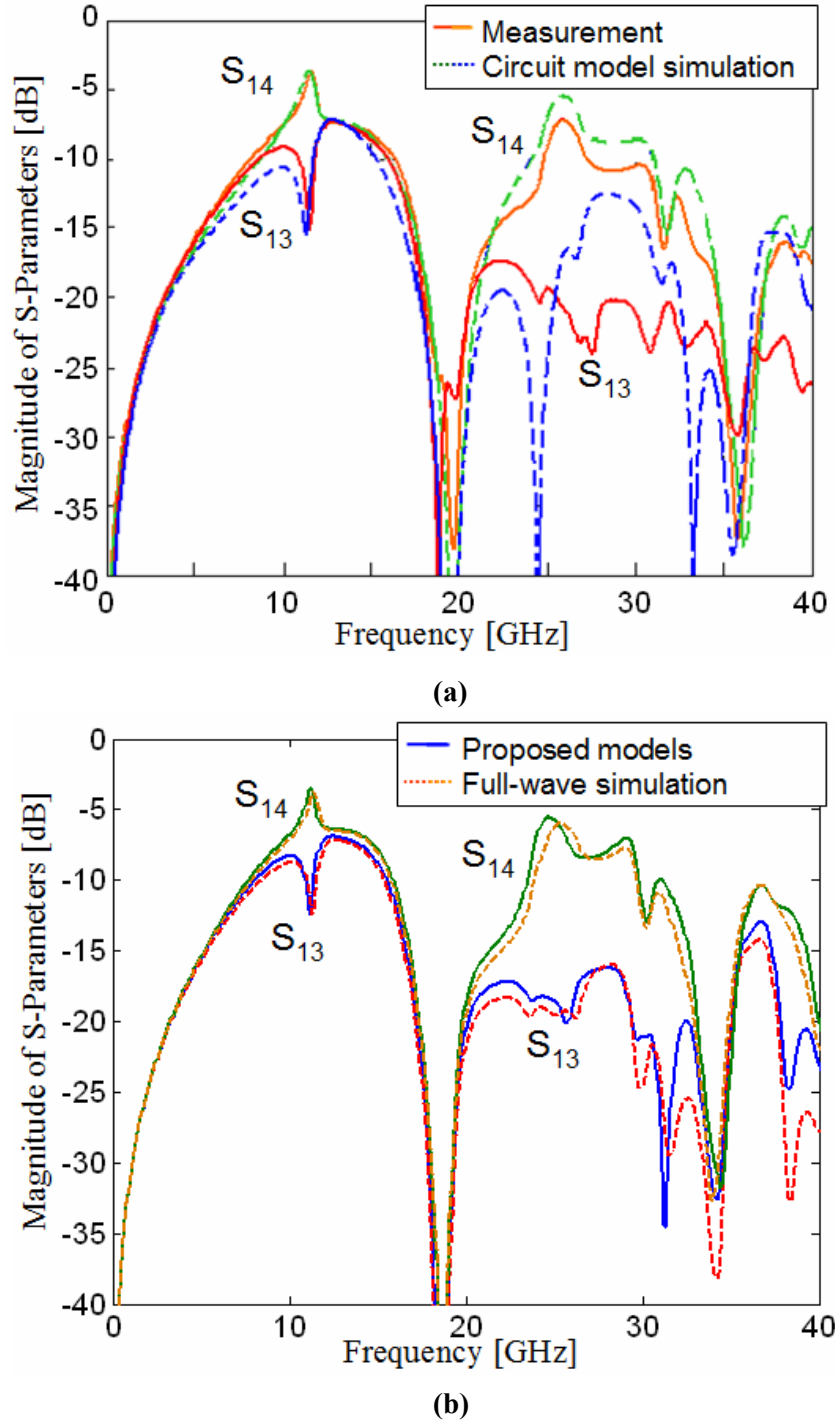 Magnitude of S-Parameters [dB]
0
-5
-10
-15
-20
-25
-30
-35
-40
Measurement
Circuit model simulation
S14
S13
S14
S13
0
10
20
30
40
Frequency [GHz]
(a)
Magnitude of S-Parameters [dB]
0
-5
-10
-15
-20
-25
-30
-35
-40
Proposed models
Full-wave simulation
S14
S13
S14
S13
0
10
20
30
40
Frequency [GHz]
(b)